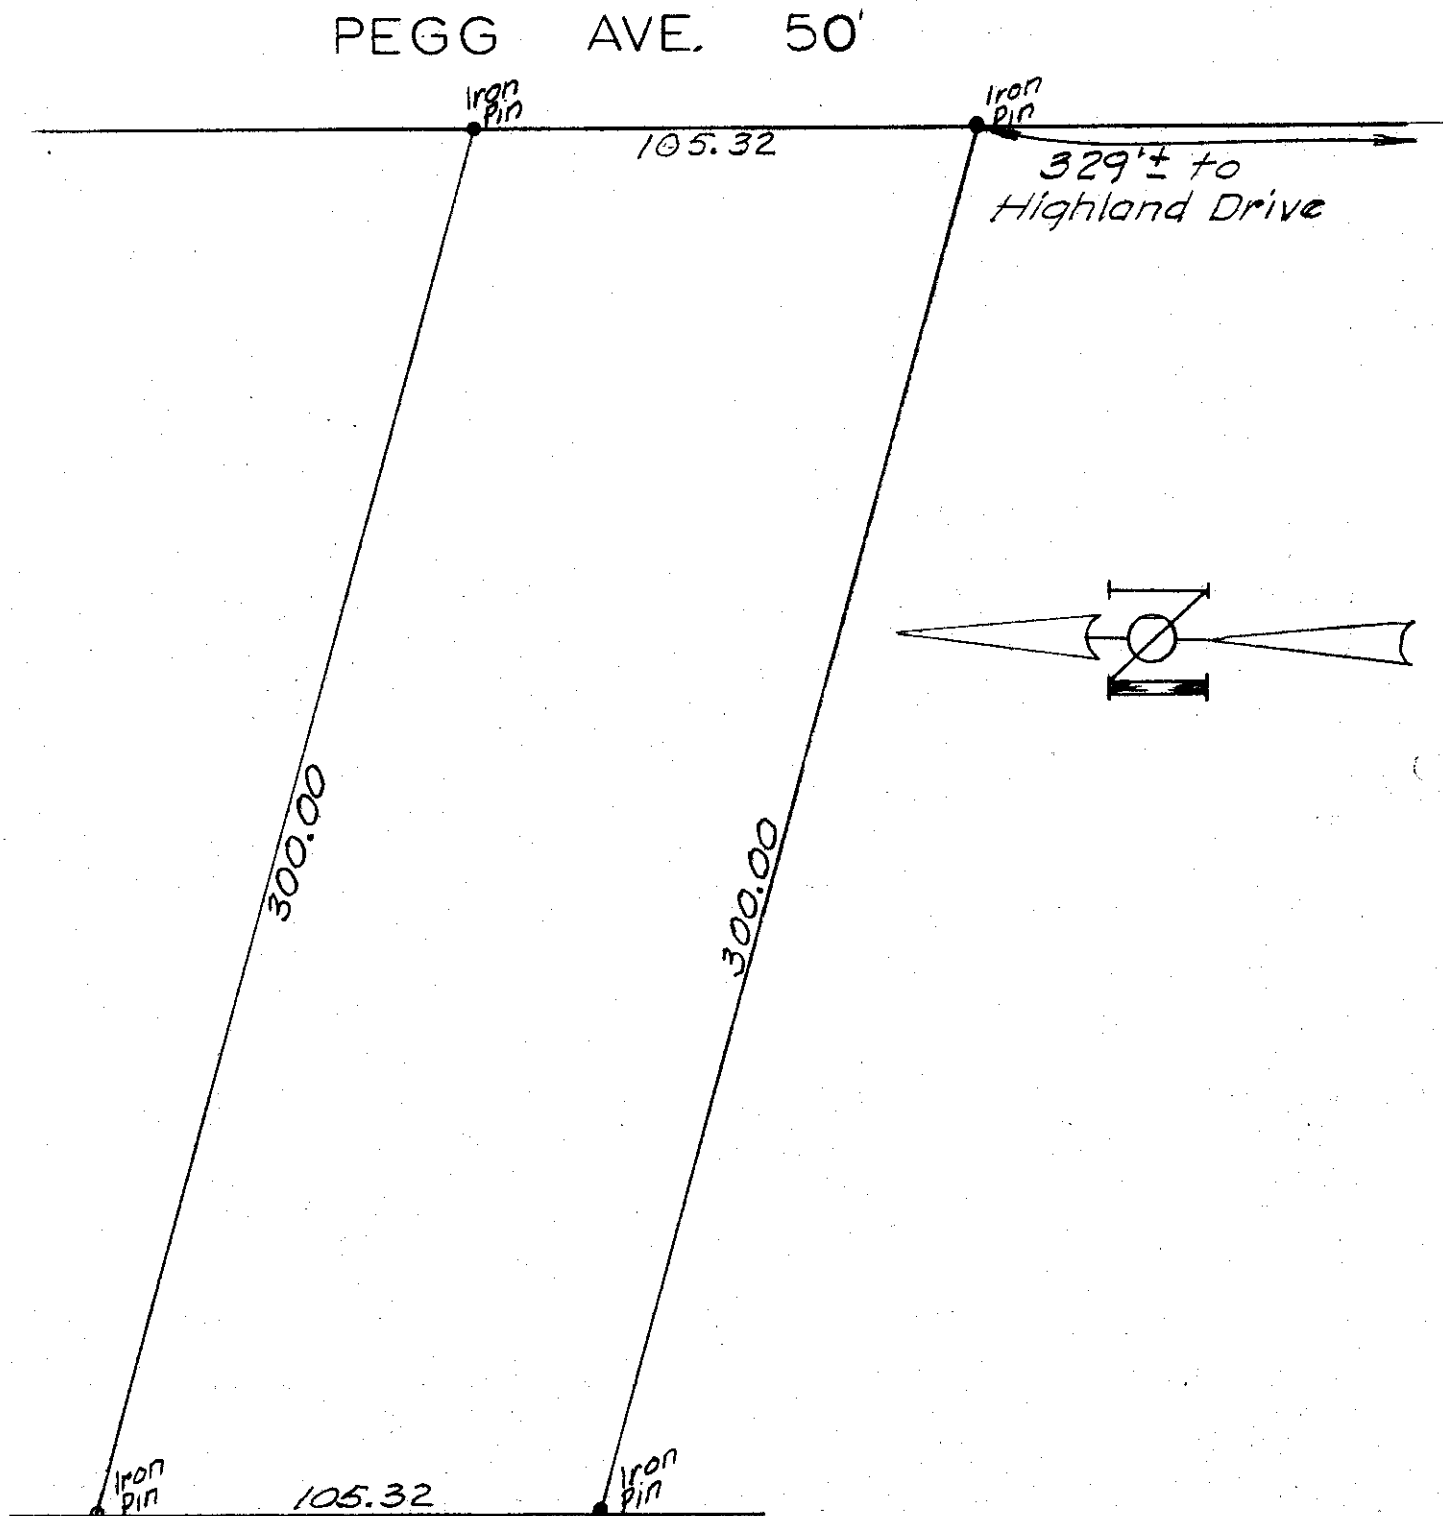 PEGG AVE. 50'
Iron
Pin
Iron
Pin
105.32
329'± to
Highland Drive
300.00
300.00
Iron
Pin
105.32
Iron
Pin